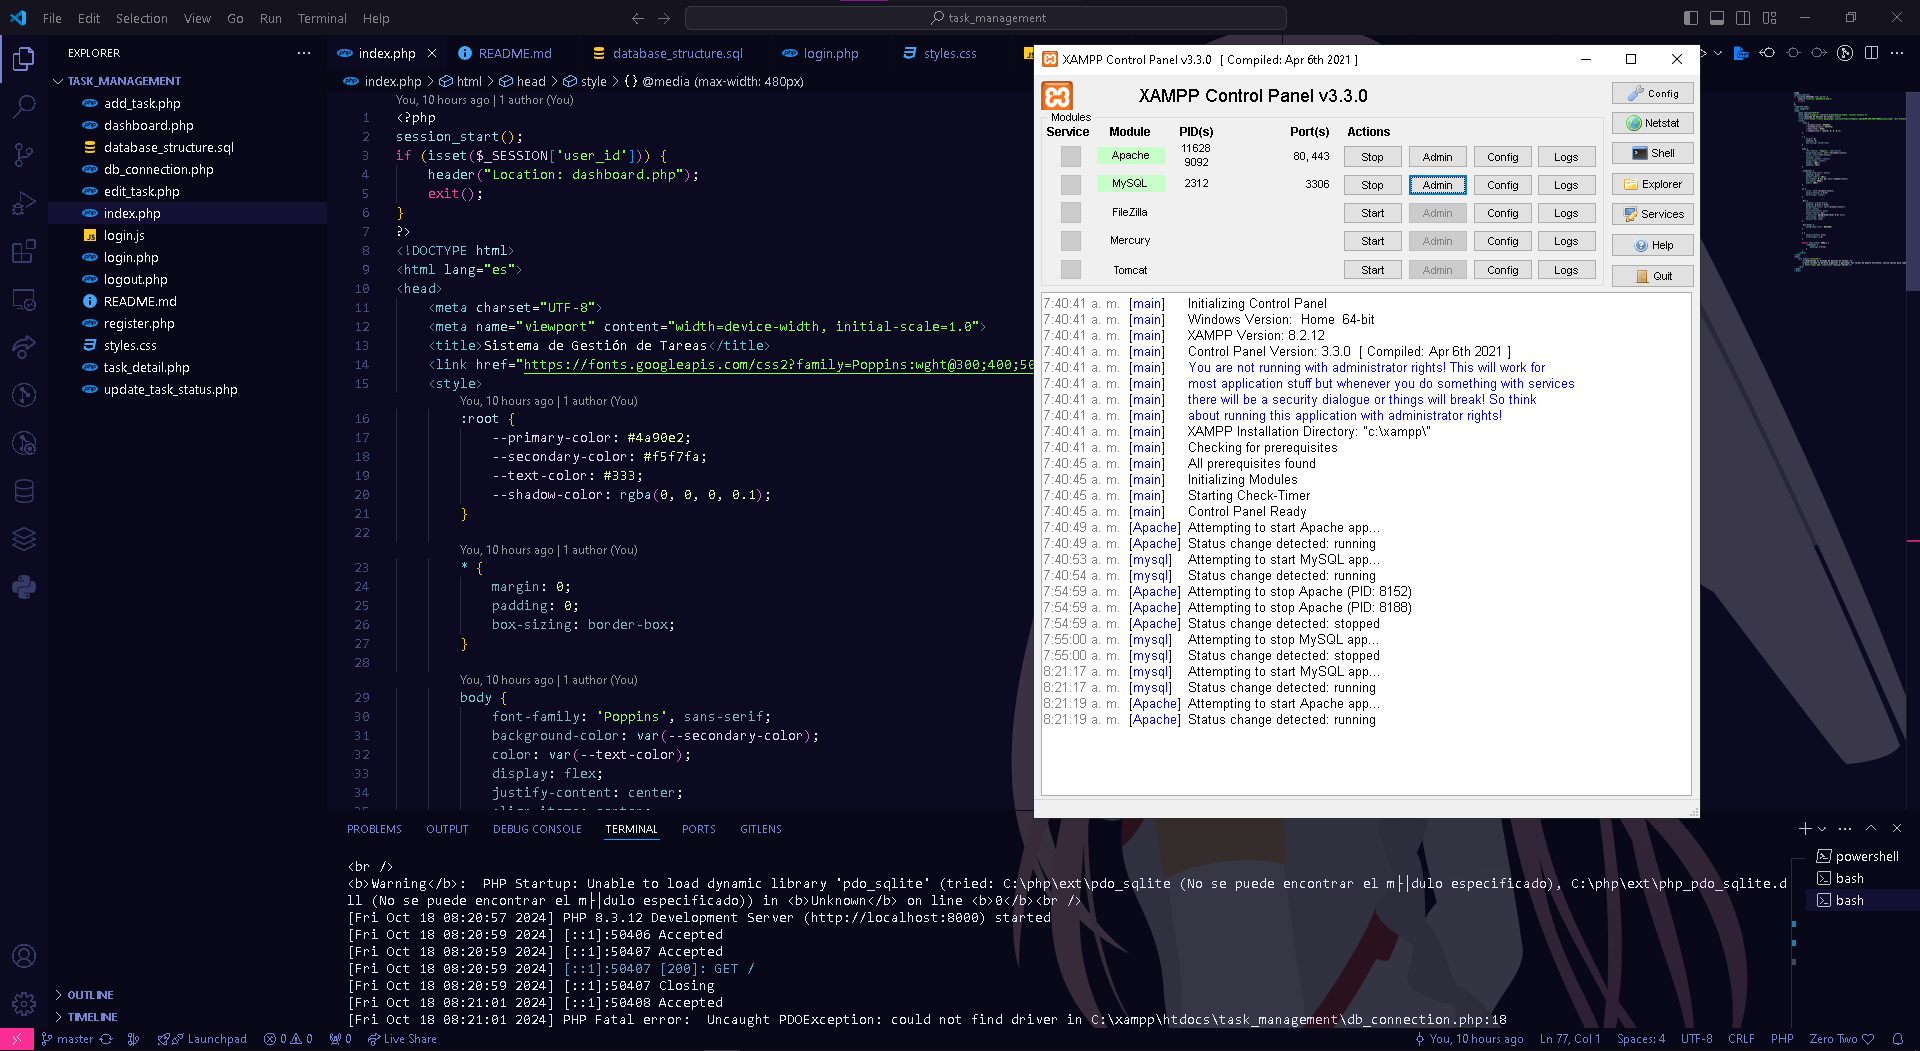 File Edit Selection View Go Run Terminal Help
task_management
EXPLORER
TASK_MANAGEMENT
add_task.php
dashboard.php
database_structure.sql
db_connection.php
edit_task.php
index.php
JS login.js
login.php
logout.php
README.md
register.php
styles.css
task_detail.php
update_task_status.php
OUTLINE
TIMELINE
index.php README.md database_structure.sql login.php styles.css
index.php > html > head > style > {} @media (max-width: 480px)
You, 10 hours ago | 1 author (You)
1 <?php
2 session_start();
3 if (isset($_SESSION['user_id'])) {
4 header("Location: dashboard.php");
5 exit();
6 }
7 ?>
8 <!DOCTYPE html>
9 <html lang="es">
10 <head>
11 <meta charset="UTF-8">
12 <meta name="viewport" content="width=device-width, initial-scale=1.0">
13 <title>Sistema de Gestión de Tareas</title>
14 <link href="https://fonts.googleapis.com/css2?family=Poppins:wght@300;400;50
15 <style>
You, 10 hours ago | 1 author (You)
16 :root {
17 --primary-color: #4a90e2;
18 --secondary-color: #f5f7fa;
19 --text-color: #333;
20 --shadow-color: rgba(0, 0, 0, 0.1);
21 }
22
You, 10 hours ago | 1 author (You)
23 * {
24 margin: 0;
25 padding: 0;
26 box-sizing: border-box;
27 }
28
You, 10 hours ago | 1 author (You)
29 body {
30 font-family: 'Poppins', sans-serif;
31 background-color: var(--secondary-color);
32 color: var(--text-color);
33 display: flex;
34 justify-content: center;
XAMPP Control Panel v3.3.0 [ Compiled: Apr 6th 2021 ]
XAMPP Control Panel v3.3.0
Modules
Service Module PID(s) Port(s) Actions
Apache 11628 9092 80, 443 Stop Admin Config Logs
MySQL 2312 3306 Stop Admin Config Logs
FileZilla Start Admin Config Logs
Mercury Start Admin Config Logs
Tomcat Start Admin Config Logs
Config
Netstat
Shell
Explorer
Services
Help
Quit
7:40:41 a. m. [main] Initializing Control Panel
7:40:41 a. m. [main] Windows Version: Home 64-bit
7:40:41 a. m. [main] XAMPP Version: 8.2.12
7:40:41 a. m. [main] Control Panel Version: 3.3.0 [ Compiled: Apr 6th 2021 ]
7:40:41 a. m. [main] You are not running with administrator rights! This will work for
7:40:41 a. m. [main] most application stuff but whenever you do something with services
7:40:41 a. m. [main] there will be a security dialogue or things will break! So think
7:40:41 a. m. [main] about running this application with administrator rights!
7:40:41 a. m. [main] XAMPP Installation Directory: "c:\xampp\"
7:40:41 a. m. [main] Checking for prerequisites
7:40:45 a. m. [main] All prerequisites found
7:40:45 a. m. [main] Initializing Modules
7:40:45 a. m. [main] Starting Check-Timer
7:40:45 a. m. [main] Control Panel Ready
7:40:49 a. m. [Apache] Attempting to start Apache app...
7:40:49 a. m. [Apache] Status change detected: running
7:40:53 a. m. [mysql] Attempting to start MySQL app...
7:40:54 a. m. [mysql] Status change detected: running
7:54:59 a. m. [Apache] Attempting to stop Apache (PID: 8152)
7:54:59 a. m. [Apache] Attempting to stop Apache (PID: 8188)
7:54:59 a. m. [Apache] Status change detected: stopped
7:55:00 a. m. [mysql] Attempting to stop MySQL app...
7:55:00 a. m. [mysql] Status change detected: stopped
8:21:17 a. m. [mysql] Attempting to start MySQL app...
8:21:17 a. m. [mysql] Status change detected: running
8:21:19 a. m. [Apache] Attempting to start Apache app...
8:21:19 a. m. [Apache] Status change detected: running
PROBLEMS OUTPUT DEBUG CONSOLE TERMINAL PORTS GITLENS
<br />
<b>Warning</b>: PHP Startup: Unable to load dynamic library 'pdo_sqlite' (tried: C:\php\ext\pdo_sqlite (No se puede encontrar el m├│dulo especificado), C:\php\ext\php_pdo_sqlite.d
ll (No se puede encontrar el m├│dulo especificado)) in <b>Unknown</b> on line <b>0</b><br />
[Fri Oct 18 08:20:57 2024] PHP 8.3.12 Development Server (http://localhost:8000) started
[Fri Oct 18 08:20:59 2024] [::1]:50406 Accepted
[Fri Oct 18 08:20:59 2024] [::1]:50407 Accepted
[Fri Oct 18 08:20:59 2024] [::1]:50407 [200]: GET /
[Fri Oct 18 08:20:59 2024] [::1]:50407 Closing
[Fri Oct 18 08:21:01 2024] [::1]:50408 Accepted
[Fri Oct 18 08:21:01 2024] PHP Fatal error:  Uncaught PDOException: could not find driver in C:\xampp\htdocs\task_management\db_connection.php:18
powershell
bash
bash
master Launchpad 0 0 0 Live Share You, 10 hours ago Ln 77, Col 1 Spaces: 4 UTF-8 CRLF PHP Zero Two